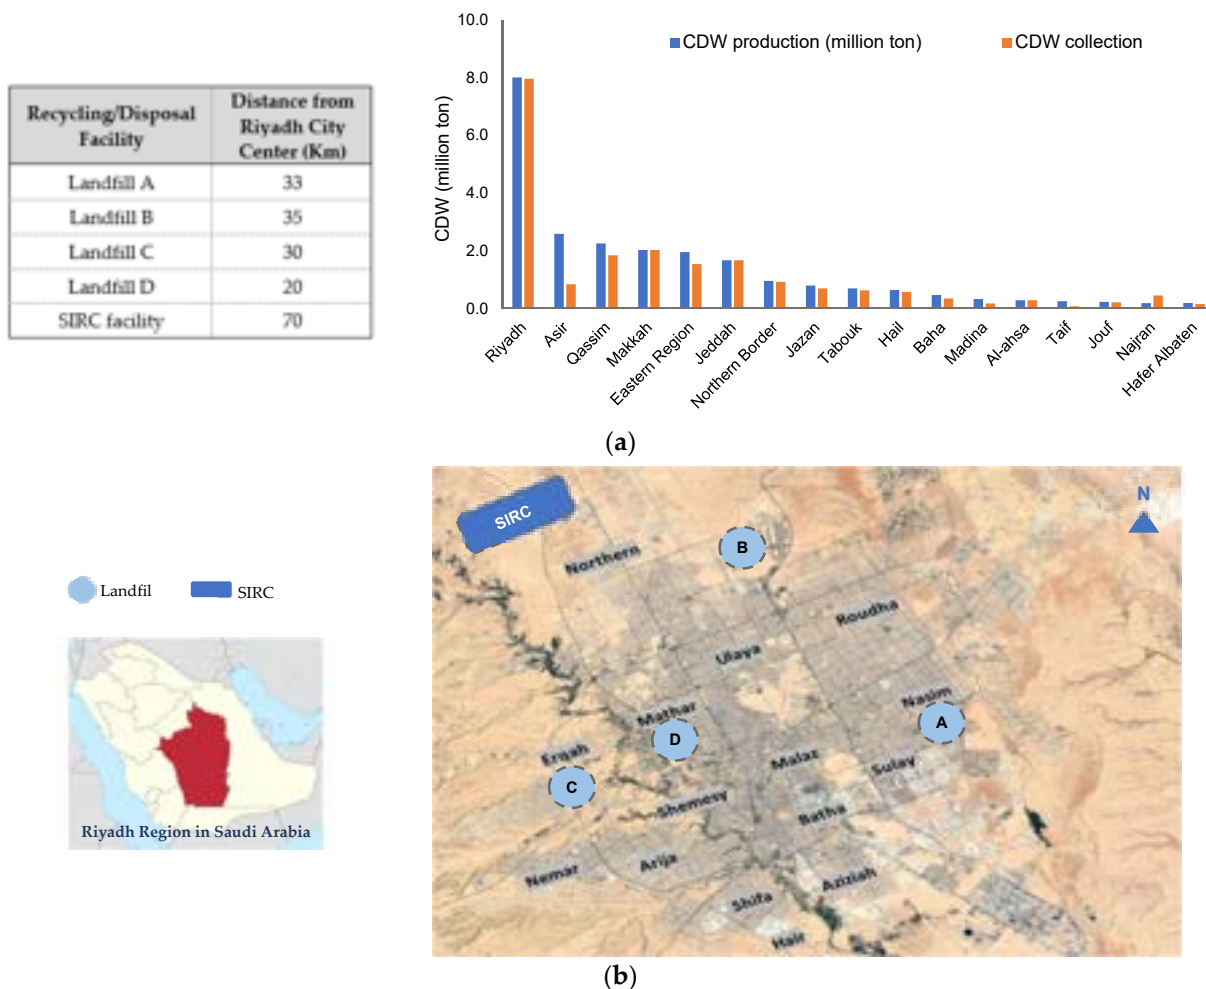 Recycling/Disposal Facility
Distance from Riyadh City Center (Km)
Landfill A 33
Landfill B 35
Landfill C 30
Landfill D 20
SIRC facility 70
10.0
8.0
6.0
4.0
2.0
0.0
CDW (million ton)
CDW production (million ton)
CDW collection
Riyadh
Asir
Qassim
Makkah
Eastern Region
Jeddah
Northern Border
Jazan
Tabouk
Hail
Baha
Madina
Al-ahsa
Taif
Jouf
Najran
Hafer Albaten
(a)
Landfil
SIRC
Riyadh Region in Saudi Arabia
SIRC
N
B
Northern
Roudha
Ulaya
Nasim
A
Mathar
D
Erqah
Malaz
Sulay
C
Shemesy
Batha
Arija
Nemar
Aziziah
Shifa
Hair
(b)